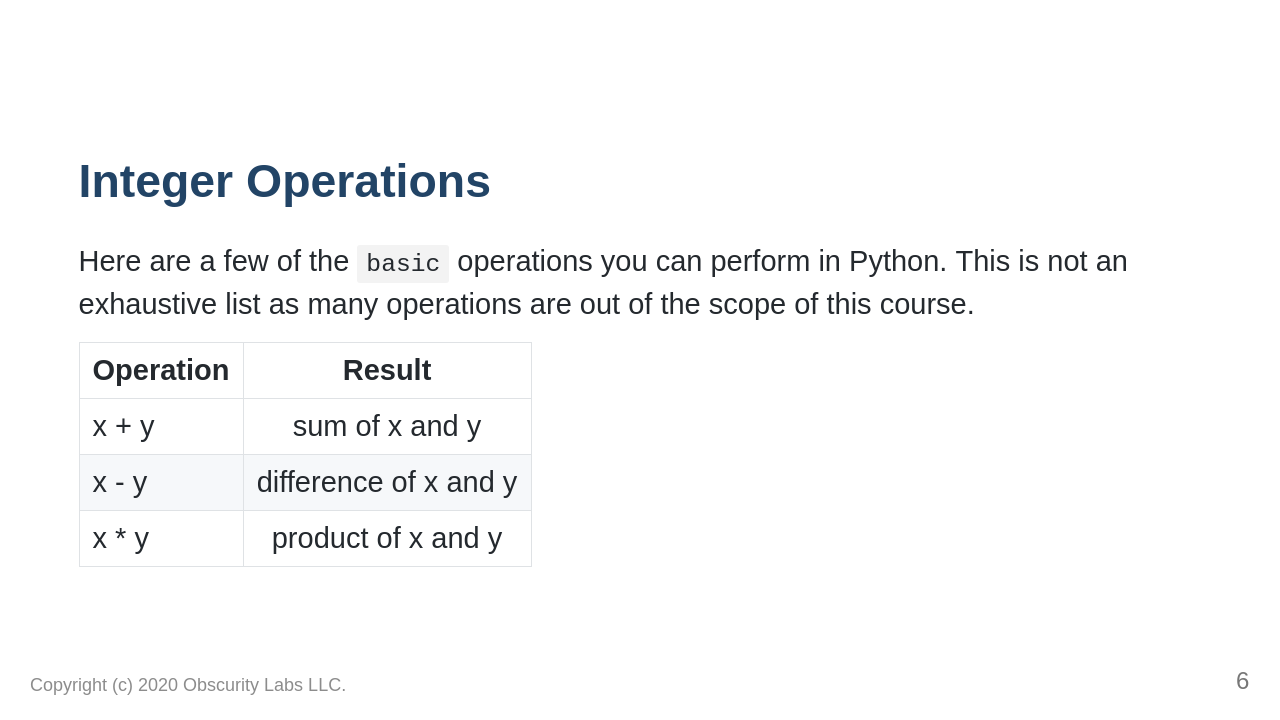 Integer Operations
Here are a few of the basic operations you can perform in Python. This is not an
exhaustive list as many operations are out of the scope of this course.
Operation Result
x + y sum of x and y
x - y difference of x and y
x * y product of x and y
Copyright (c) 2020 Obscurity Labs LLC. 6